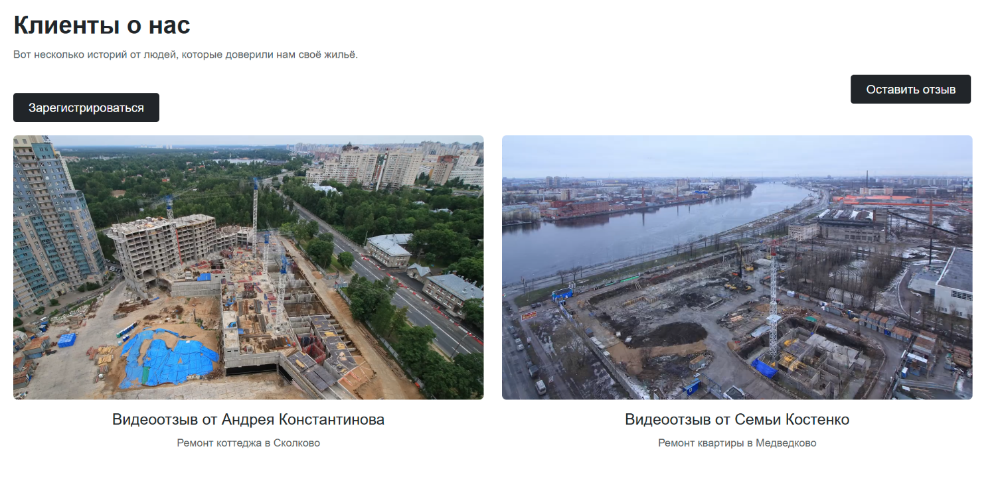 Клиенты о нас
Вот несколько историй от людей, которые доверили нам своё жильё.
Оставить отзыв
Зарегистрироваться
Видеоотзыв от Андрея Константинова
Ремонт коттеджа в Сколково
Видеоотзыв от Семьи Костенко
Ремонт квартиры в Медведково